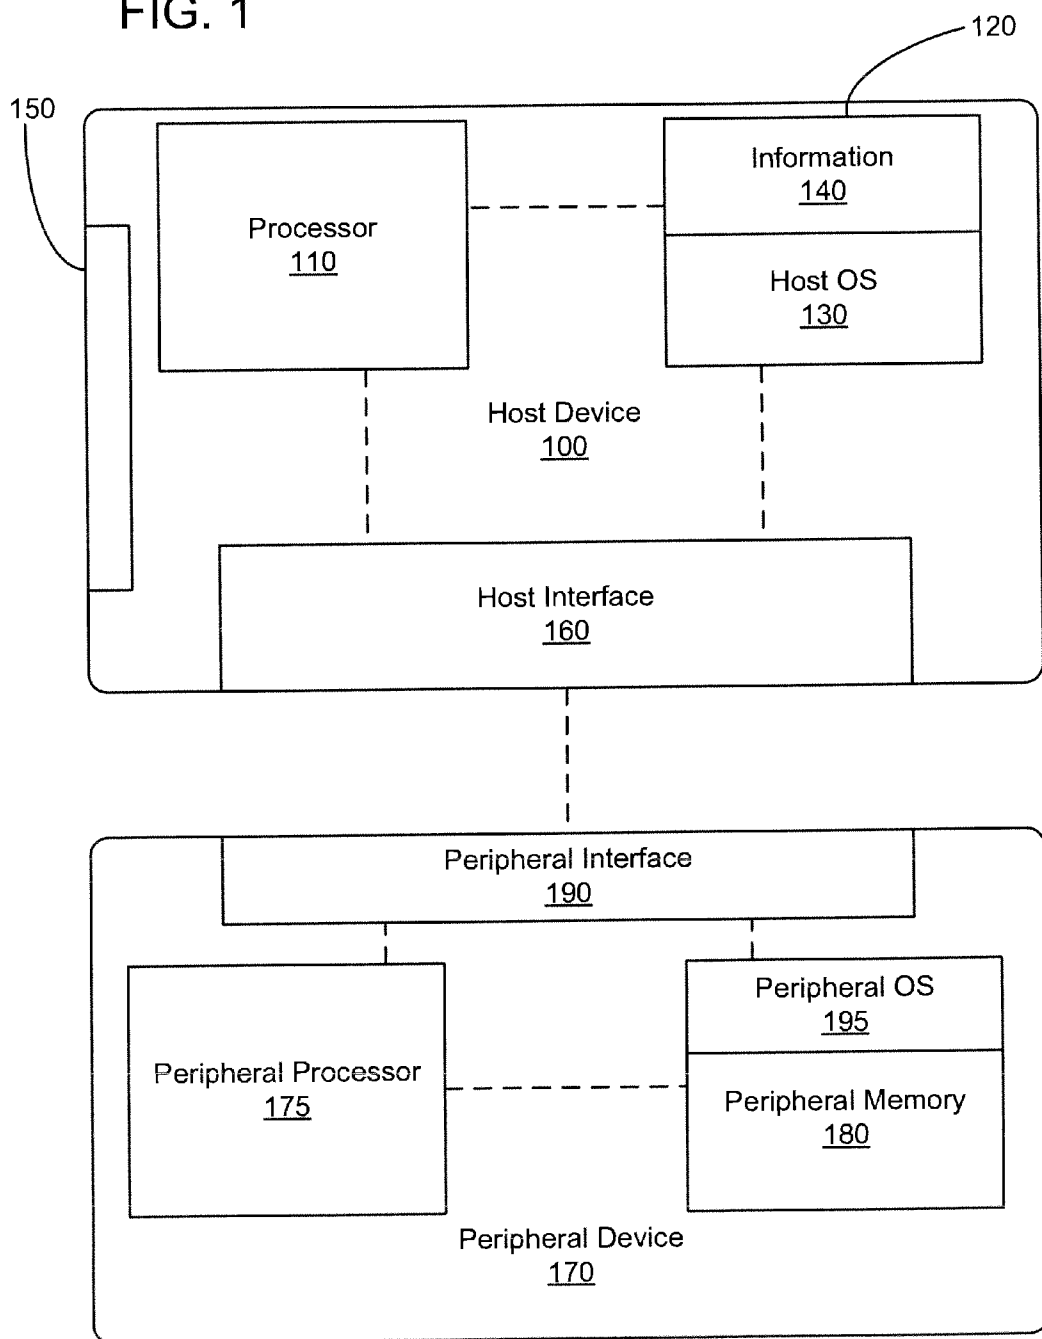 FIG. 1
120
150
Information
140
Processor
110
Host OS
130
Host Device
100
Host Interface
160
Peripheral Interface
190
Peripheral OS
195
Peripheral Processor
175
Peripheral Memory
180
Peripheral Device
170